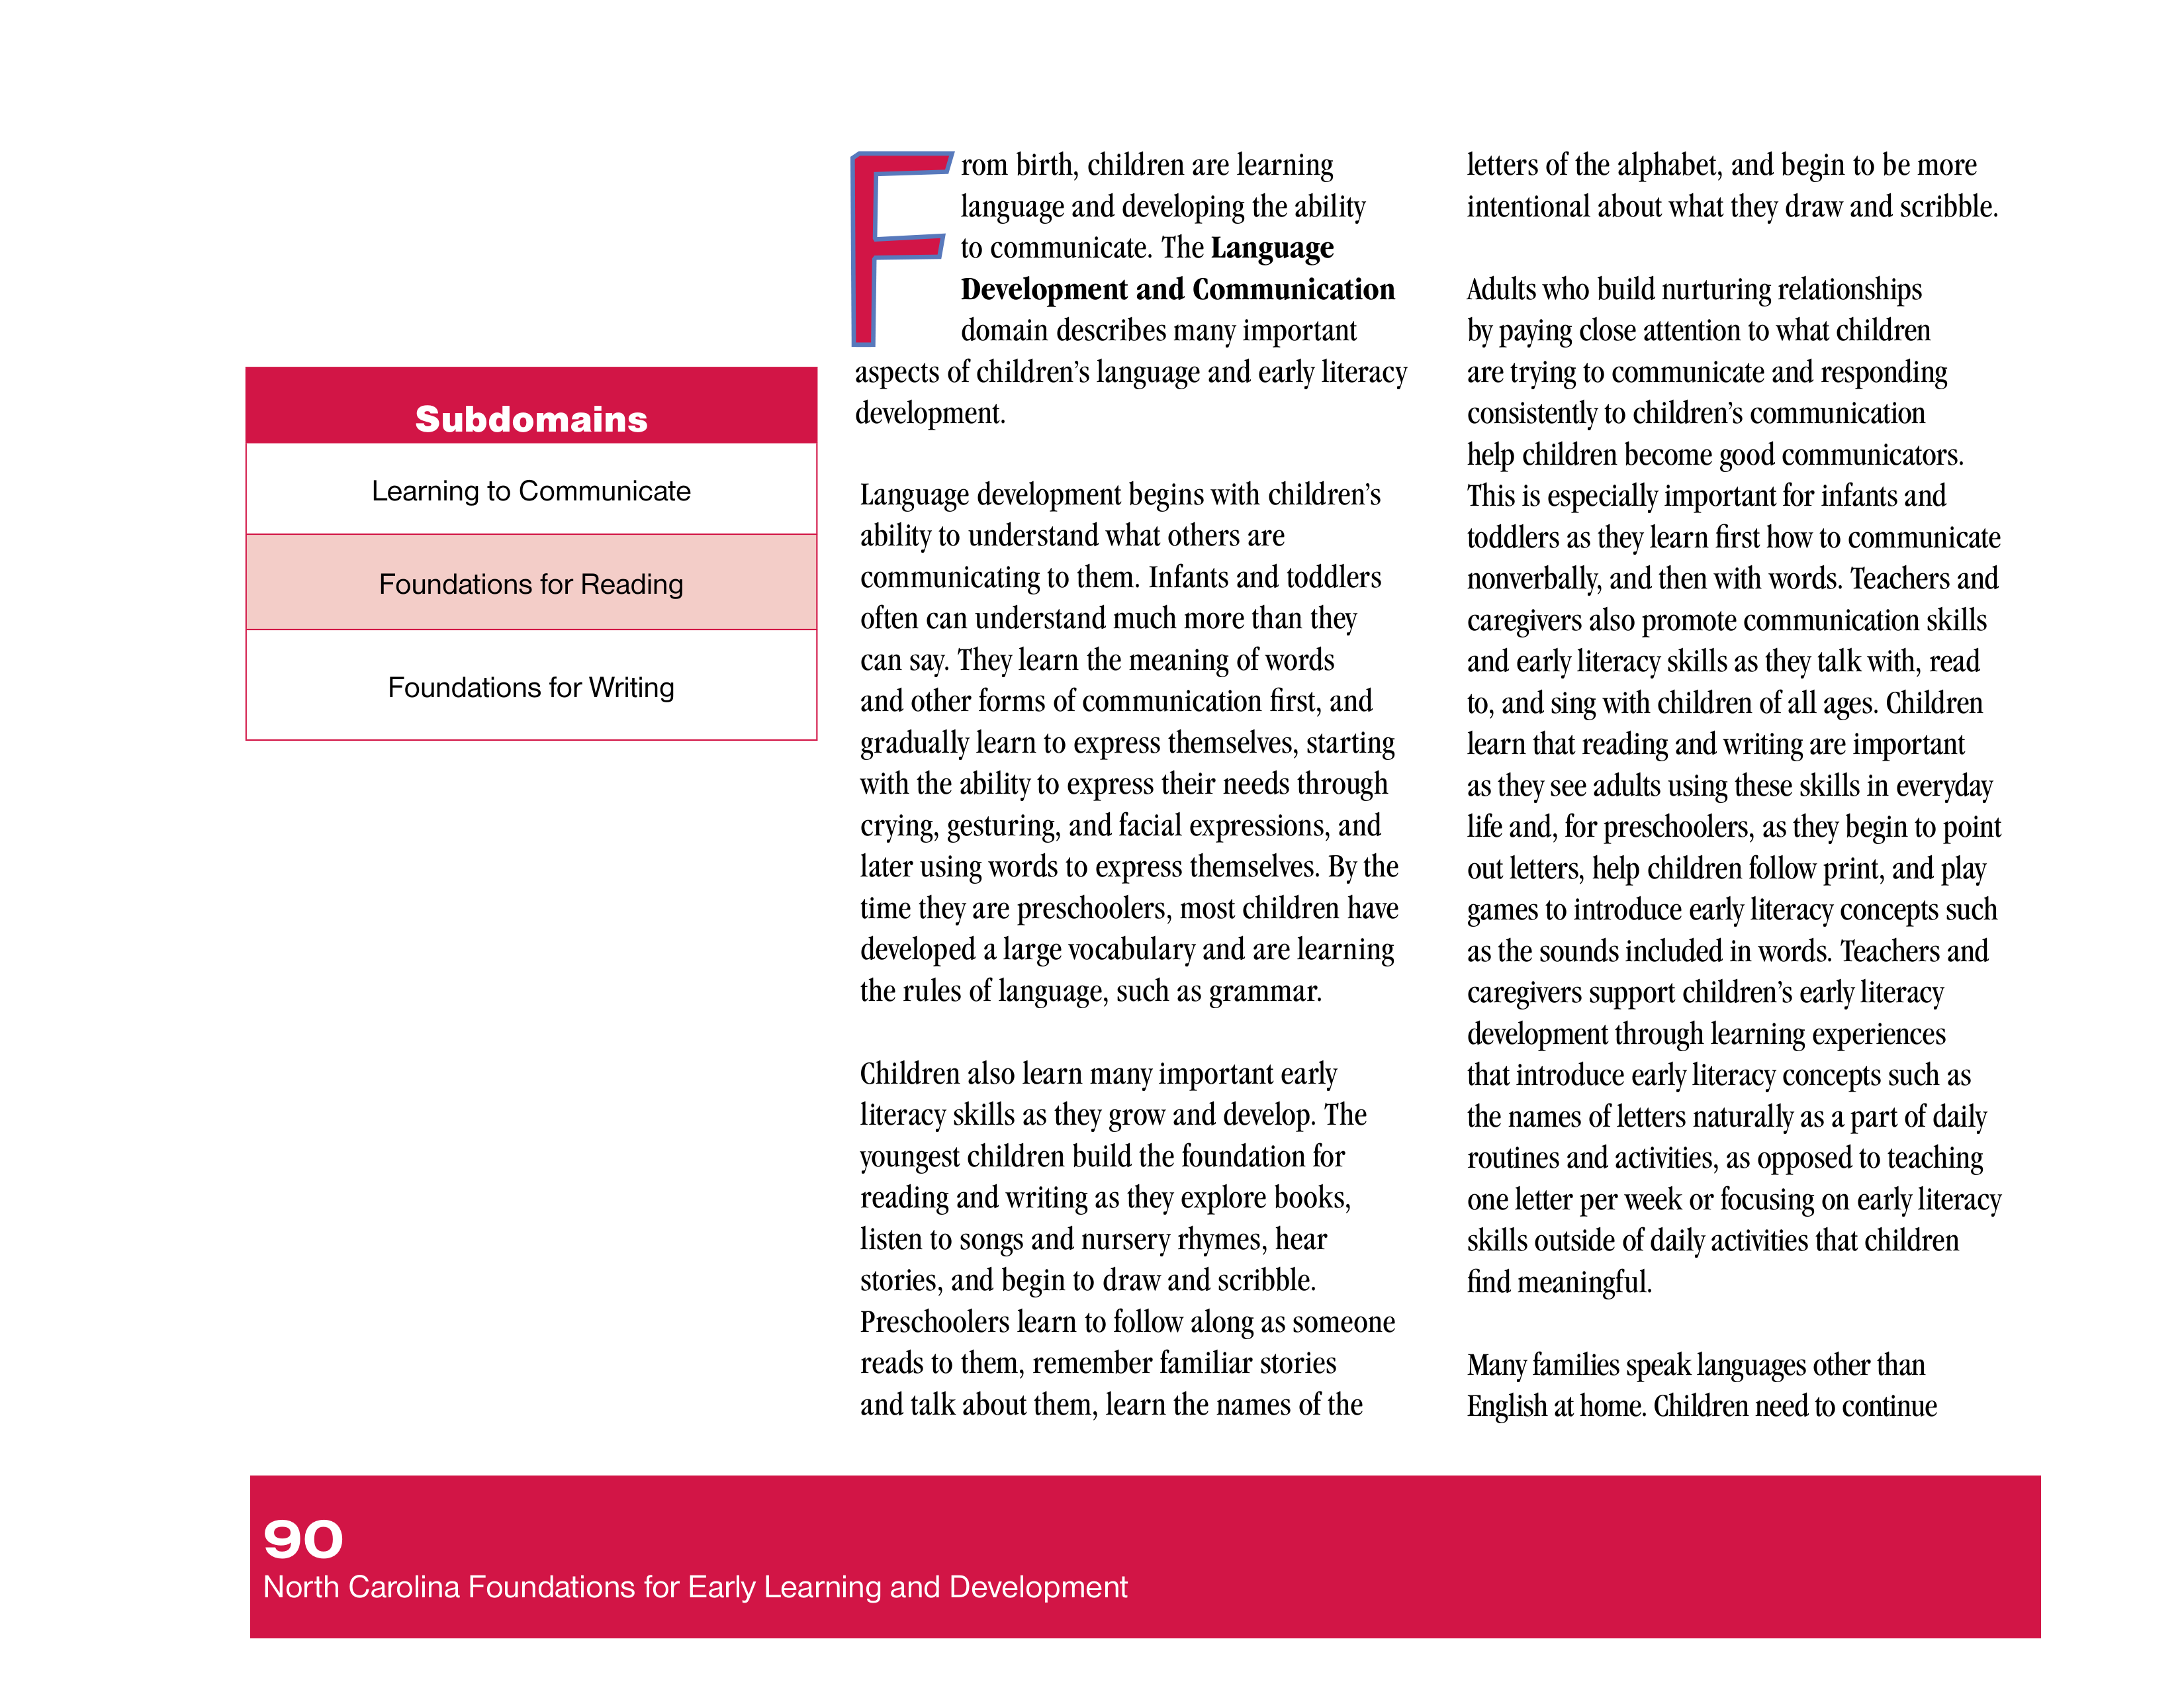 Subdomains
Learning to Communicate
Foundations for Reading
Foundations for Writing
From birth, children are learning
language and developing the ability
to communicate. The Language
Development and Communication
domain describes many important
aspects of children’s language and early literacy
development.
Language development begins with children’s
ability to understand what others are
communicating to them. Infants and toddlers
often can understand much more than they
can say. They learn the meaning of words
and other forms of communication first, and
gradually learn to express themselves, starting
with the ability to express their needs through
crying, gesturing, and facial expressions, and
later using words to express themselves. By the
time they are preschoolers, most children have
developed a large vocabulary and are learning
the rules of language, such as grammar.
Children also learn many important early
literacy skills as they grow and develop. The
youngest children build the foundation for
reading and writing as they explore books,
listen to songs and nursery rhymes, hear
stories, and begin to draw and scribble.
Preschoolers learn to follow along as someone
reads to them, remember familiar stories
and talk about them, learn the names of the
letters of the alphabet, and begin to be more
intentional about what they draw and scribble.
Adults who build nurturing relationships
by paying close attention to what children
are trying to communicate and responding
consistently to children’s communication
help children become good communicators.
This is especially important for infants and
toddlers as they learn first how to communicate
nonverbally, and then with words. Teachers and
caregivers also promote communication skills
and early literacy skills as they talk with, read
to, and sing with children of all ages. Children
learn that reading and writing are important
as they see adults using these skills in everyday
life and, for preschoolers, as they begin to point
out letters, help children follow print, and play
games to introduce early literacy concepts such
as the sounds included in words. Teachers and
caregivers support children’s early literacy
development through learning experiences
that introduce early literacy concepts such as
the names of letters naturally as a part of daily
routines and activities, as opposed to teaching
one letter per week or focusing on early literacy
skills outside of daily activities that children
find meaningful.
Many families speak languages other than
English at home. Children need to continue
90
North Carolina Foundations for Early Learning and Development